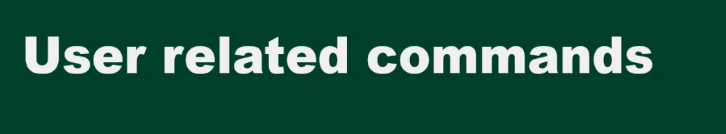 User related commands